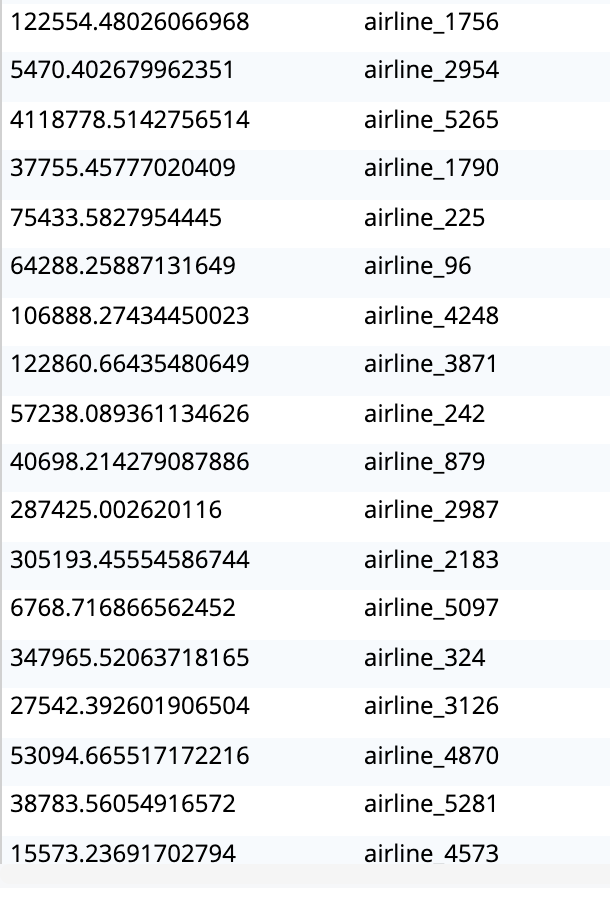 122554.48026066968 airline_1756
5470.402679962351 airline_2954
4118778.5142756514 airline_5265
37755.45777020409 airline_1790
75433.5827954445 airline_225
64288.25887131649 airline_96
106888.27434450023 airline_4248
122860.66435480649 airline_3871
57238.089361134626 airline_242
40698.214279087886 airline_879
287425.002620116 airline_2987
305193.45554586744 airline_2183
6768.716866562452 airline_5097
347965.52063718165 airline_324
27542.392601906504 airline_3126
53094.665517172216 airline_4870
38783.56054916572 airline_5281
15573.23691702794 airline_4573